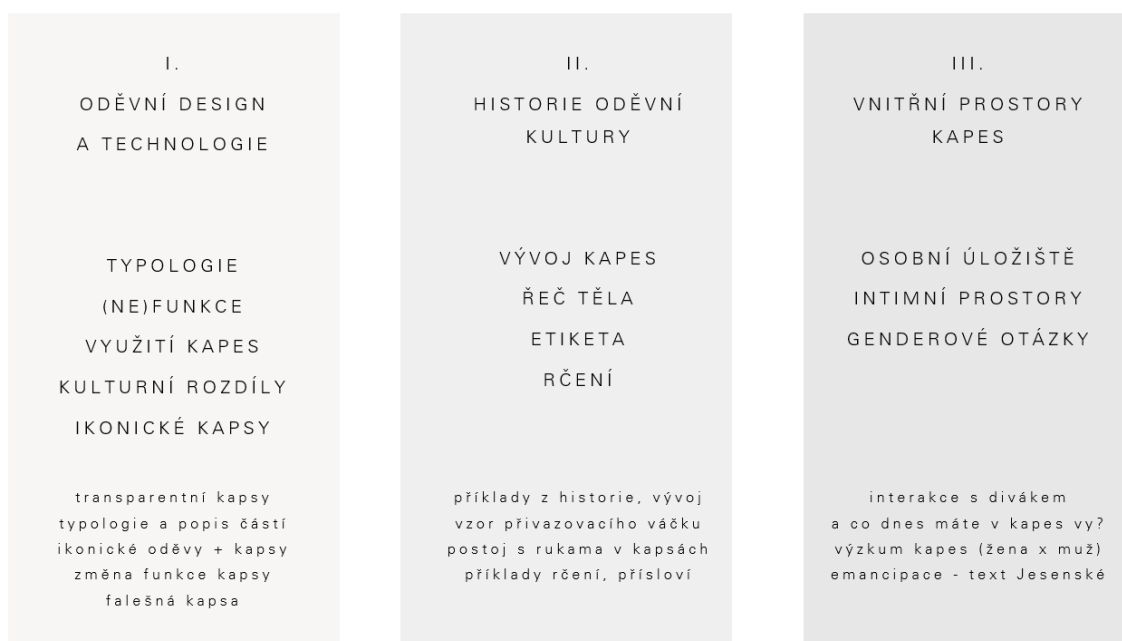 I.
ODĚVNÍ DESIGN
A TECHNOLOGIE
TYPOLOGIE
(NE)FUNKCE
VYUŽITÍ KAPES
KULTURNÍ ROZDÍLY
IKONICKÉ KAPSY
transparentní kapsy
typologie a popis částí
ikonické oděvy + kapsy
změna funkce kapsy
falešná kapsa
II.
HISTORIE ODĚVNÍ
KULTURY
VÝVOJ KAPES
ŘEČ TĚLA
ETIKETA
RČENÍ
příklady z historie, vývoj
vzor přivazovacího váčku
postoj s rukama v kapsách
příklady rčení, přísloví
III.
VNITŘNÍ PROSTORY
KAPES
OSOBNÍ ÚLOŽIŠTĚ
INTIMNÍ PROSTORY
GENDEROVÉ OTÁZKY
interakce s divákem
a co dnes máte v kapes vy?
výzkum kapes (žena x muž)
emancipace - text Jesenské